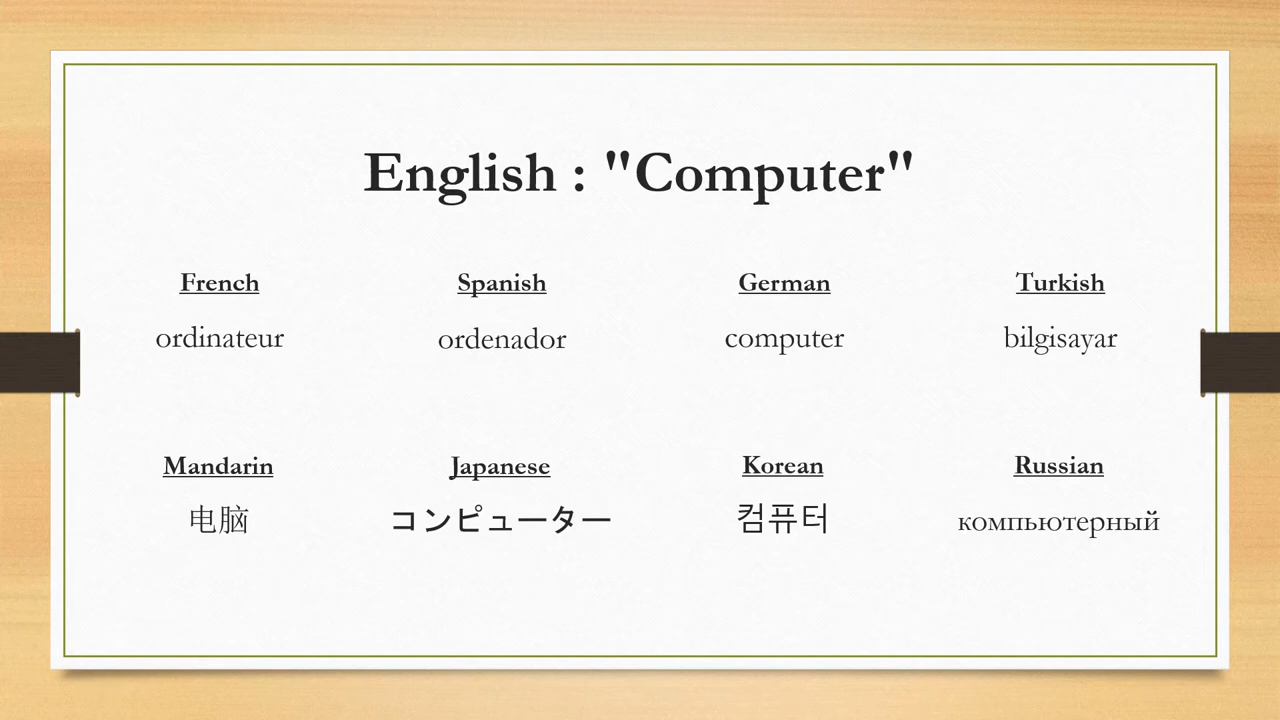 English : "Computer"
French
ordinateur
Spanish
ordenador
German
computer
Turkish
bilgisayar
Mandarin
电脑
Japanese
コンピューター
Korean
컴퓨터
Russian
компьютерный